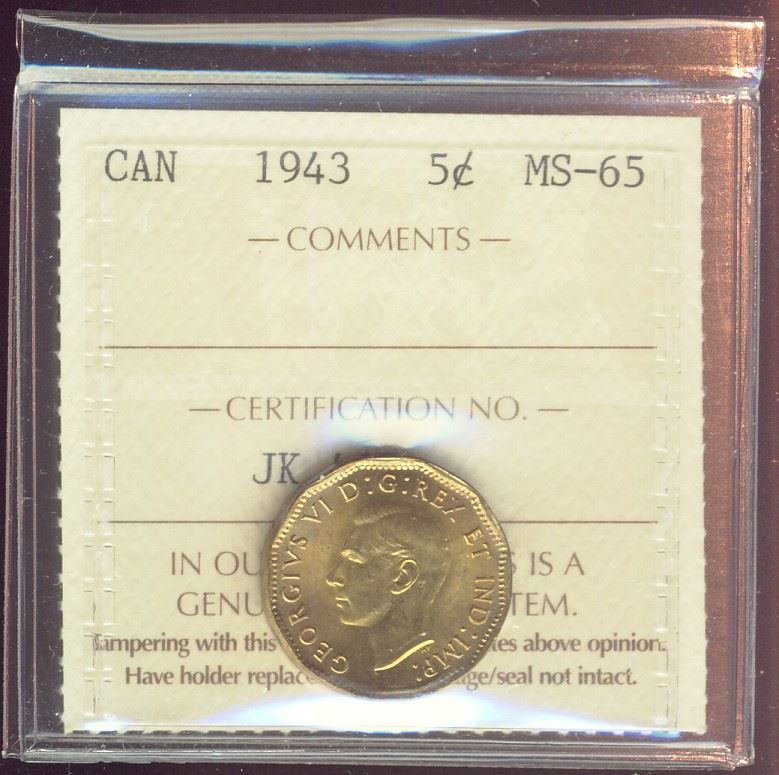 CAN 1943 5¢ MS-65
— COMMENTS —
— CERTIFICATION NO. —
JK
GEORGIVS VI D:G:REX ET IND:IMP:
HP
IN OU S IS A
GENU TEM.
Tampering with this tes above opinion.
Have holder replac ge/seal not intact.